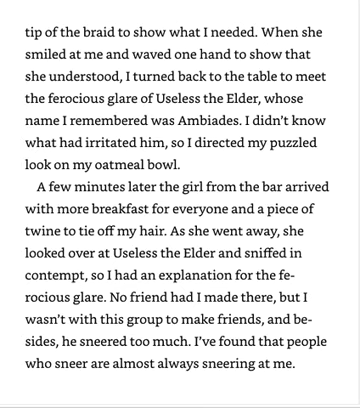 tip of the braid to show what I needed. When she
smiled at me and waved one hand to show that
she understood, I turned back to the table to meet
the ferocious glare of Useless the Elder, whose
name I remembered was Ambiades. I didn’t know
what had irritated him, so I directed my puzzled
look on my oatmeal bowl.
A few minutes later the girl from the bar arrived
with more breakfast for everyone and a piece of
twine to tie off my hair. As she went away, she
looked over at Useless the Elder and sniffed in
contempt, so I had an explanation for the fe-
rocious glare. No friend had I made there, but I
wasn’t with this group to make friends, and be-
sides, he sneered too much. I’ve found that people
who sneer are almost always sneering at me.